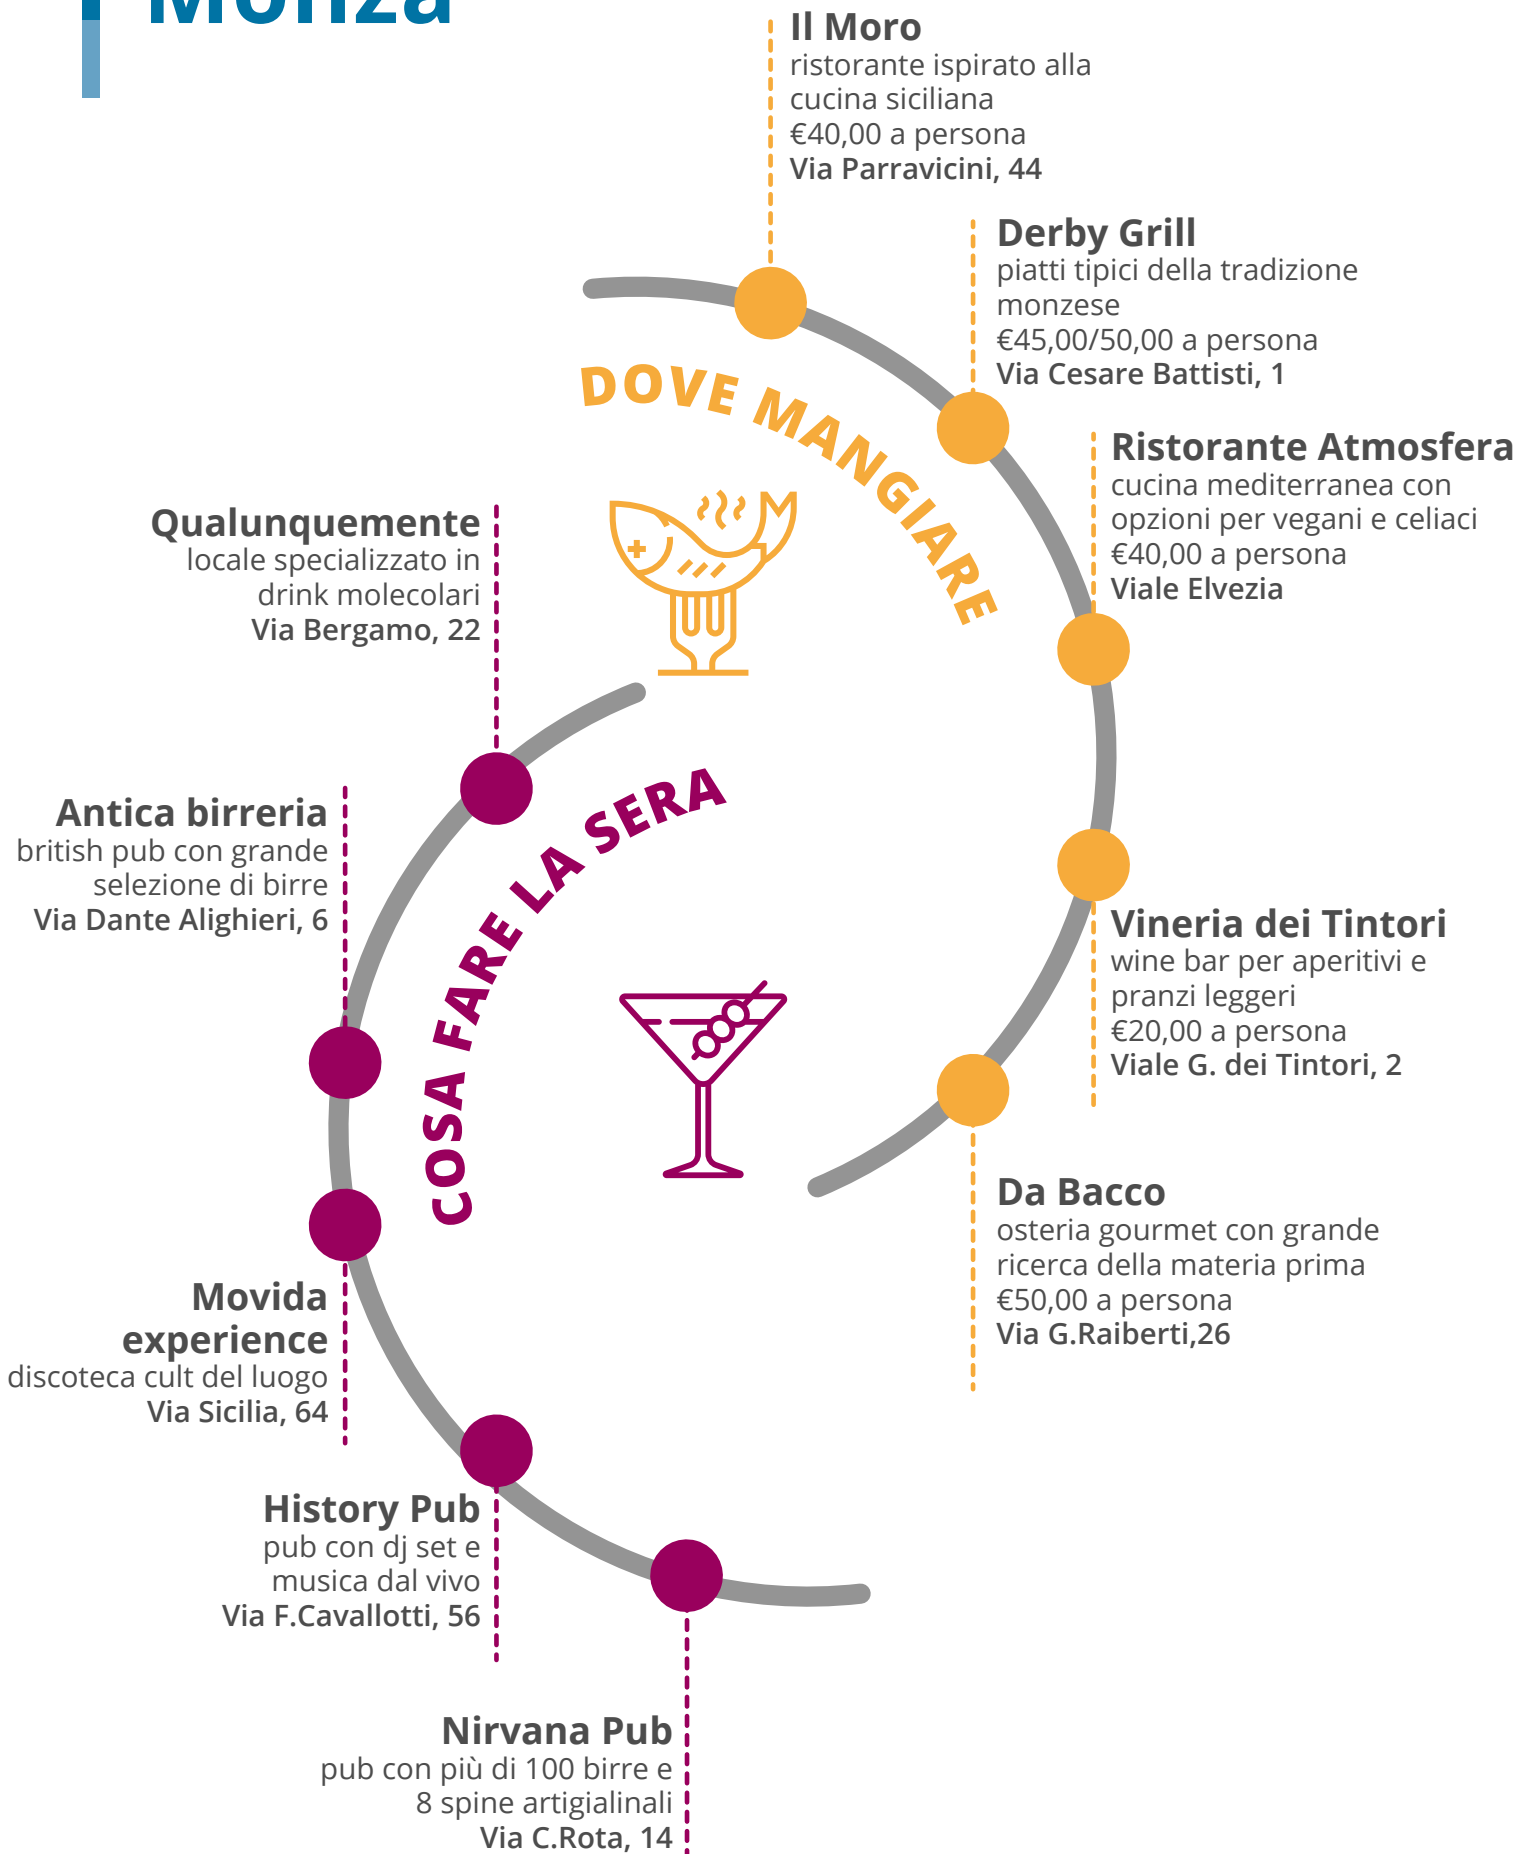 Monza
Il Moro
ristorante ispirato alla
cucina siciliana
€40,00 a persona
Via Parravicini, 44
Derby Grill
piatti tipici della tradizione
monzese
€45,00/50,00 a persona
Via Cesare Battisti, 1
Ristorante Atmosfera
cucina mediterranea con
opzioni per vegani e celiaci
€40,00 a persona
Viale Elvezia
Vineria dei Tintori
wine bar per aperitivi e
pranzi leggeri
€20,00 a persona
Viale G. dei Tintori, 2
Da Bacco
osteria gourmet con grande
ricerca della materia prima
€50,00 a persona
Via G.Raiberti,26
DOVE MANGIARE
Qualunquemente
locale specializzato in
drink molecolari
Via Bergamo, 22
Antica birreria
british pub con grande
selezione di birre
Via Dante Alighieri, 6
COSA FARE LA SERA
Movida
experience
discoteca cult del luogo
Via Sicilia, 64
History Pub
pub con dj set e
musica dal vivo
Via F.Cavallotti, 56
Nirvana Pub
pub con più di 100 birre e
8 spine artigialinali
Via C.Rota, 14